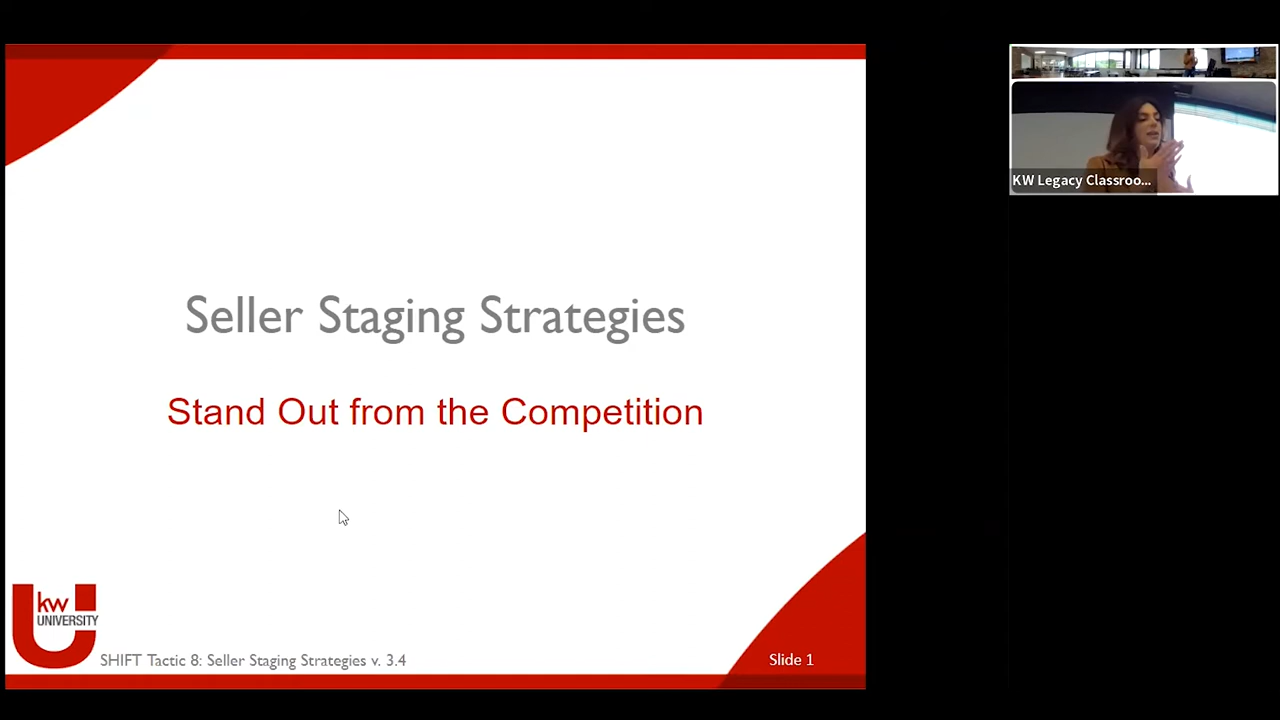 Seller Staging Strategies
Stand Out from the Competition
kw
UNIVERSITY
SHIFT Tactic 8: Seller Staging Strategies v. 3.4
Slide 1
KW Legacy Classroo...